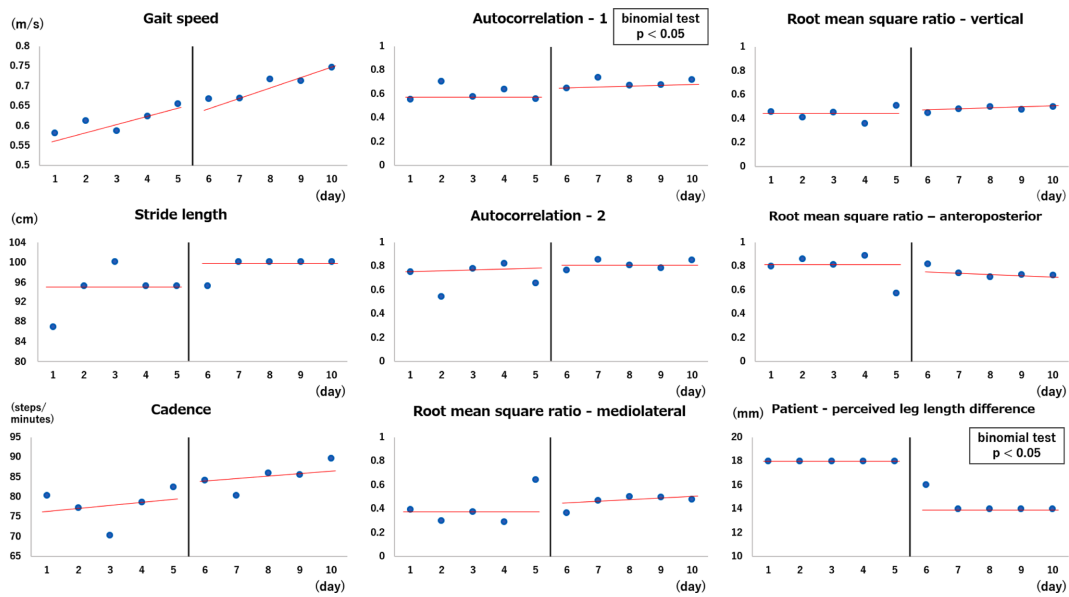 Gait speed
(m/s)
0.8
0.75
0.7
0.65
0.6
0.55
0.5
1 2 3 4 5 6 7 8 9 10
(day)
Autocorrelation - 1
binomial test
p < 0.05
1
0.8
0.6
0.4
0.2
0
1 2 3 4 5 6 7 8 9 10
(day)
Root mean square ratio - vertical
1
0.8
0.6
0.4
0.2
0
1 2 3 4 5 6 7 8 9 10
(day)
Stride length
(cm)
104
100
96
92
88
84
80
1 2 3 4 5 6 7 8 9 10
(day)
Autocorrelation - 2
1
0.8
0.6
0.4
0.2
0
1 2 3 4 5 6 7 8 9 10
(day)
Root mean square ratio – anteroposterior
1
0.8
0.6
0.4
0.2
0
1 2 3 4 5 6 7 8 9 10
(day)
Cadence
(steps/
minutes)
95
90
85
80
75
70
65
1 2 3 4 5 6 7 8 9 10
(day)
Root mean square ratio - mediolateral
1
0.8
0.6
0.4
0.2
0
1 2 3 4 5 6 7 8 9 10
(day)
Patient - perceived leg length difference
(mm)
binomial test
p < 0.05
20
18
16
14
12
10
1 2 3 4 5 6 7 8 9 10
(day)